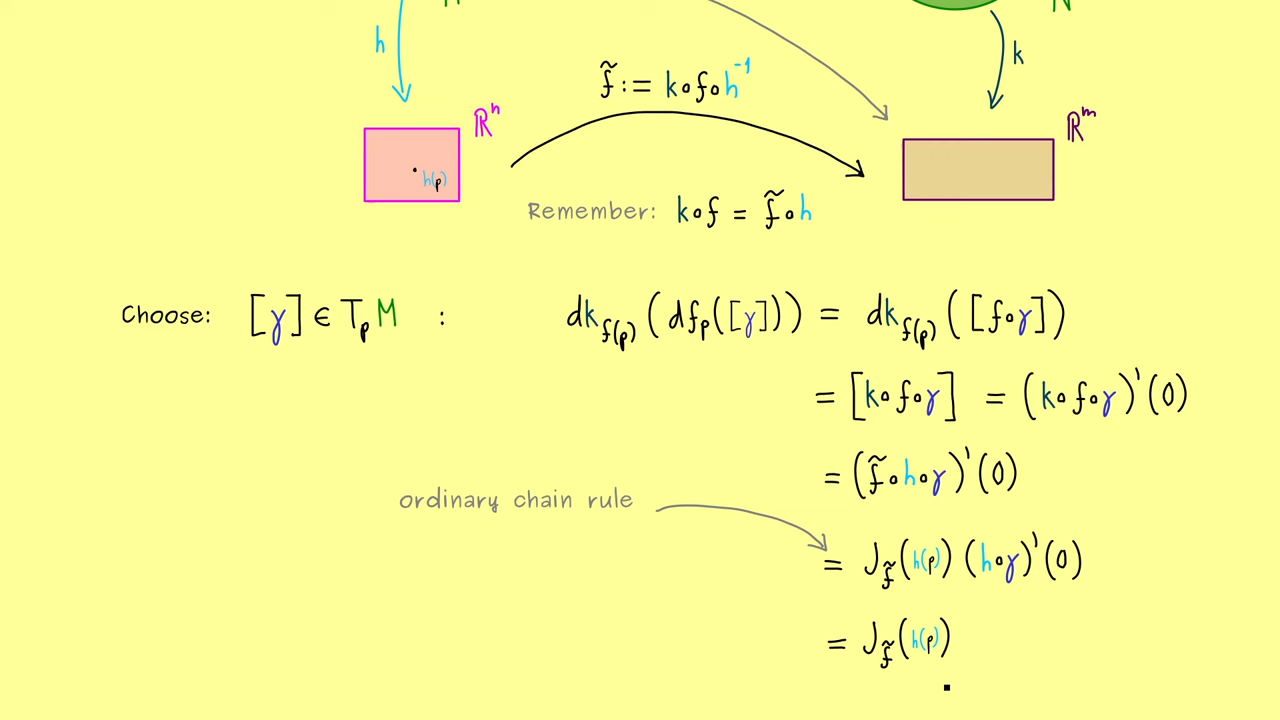 h
k
f̃ := k∘f∘h⁻¹
ℝⁿ
ℝᵐ
h(p)
Remember: k∘f = f̃∘h
Choose: [γ] ∈ TₚM : dk_f(p)(dfₚ([γ])) = dk_f(p)([f∘γ])
= [k∘f∘γ] = (k∘f∘γ)'(0)
= (f̃∘h∘γ)'(0)
ordinary chain rule
= J_f̃(h(p)) (h∘γ)'(0)
= J_f̃(h(p))